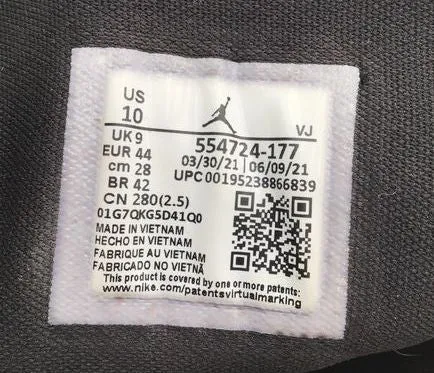 US
10
VJ
UK 9
EUR 44
cm 28
BR 42
CN 280(2.5)
554724-177
03/30/21 06/09/21
UPC 00195238866839
01G7QKG5D41Q0
MADE IN VIETNAM
HECHO EN VIETNAM
FABRIQUE AU VIETNAM
FABRICADO NO VIETNÃ
This product is covered by one or more patents:
www.nike.com/patentsvirtualmarking